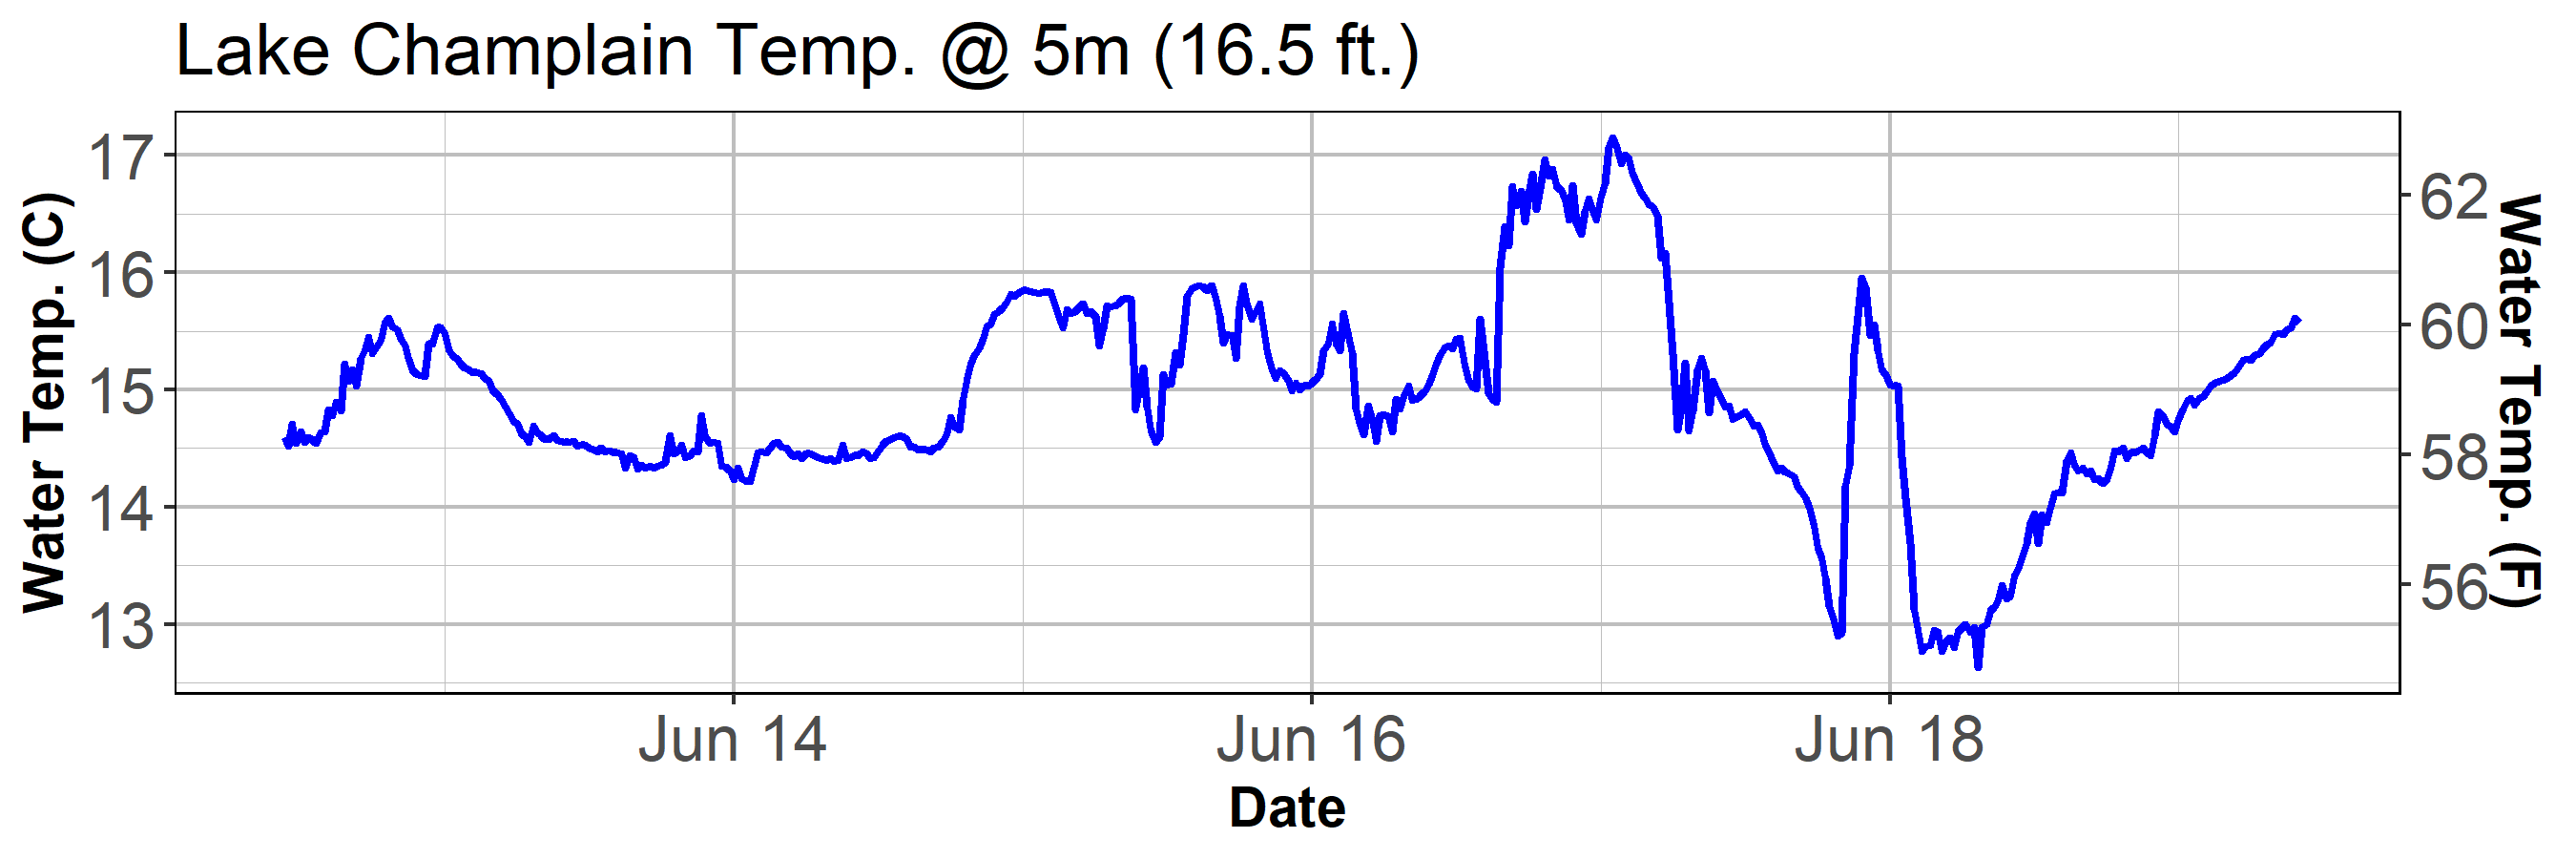 Lake Champlain Temp. @ 5m (16.5 ft.)
Water Temp. (C)
17
16
15
14
13
62
60
58
56
Water Temp. (F)
Jun 14
Jun 16
Jun 18
Date